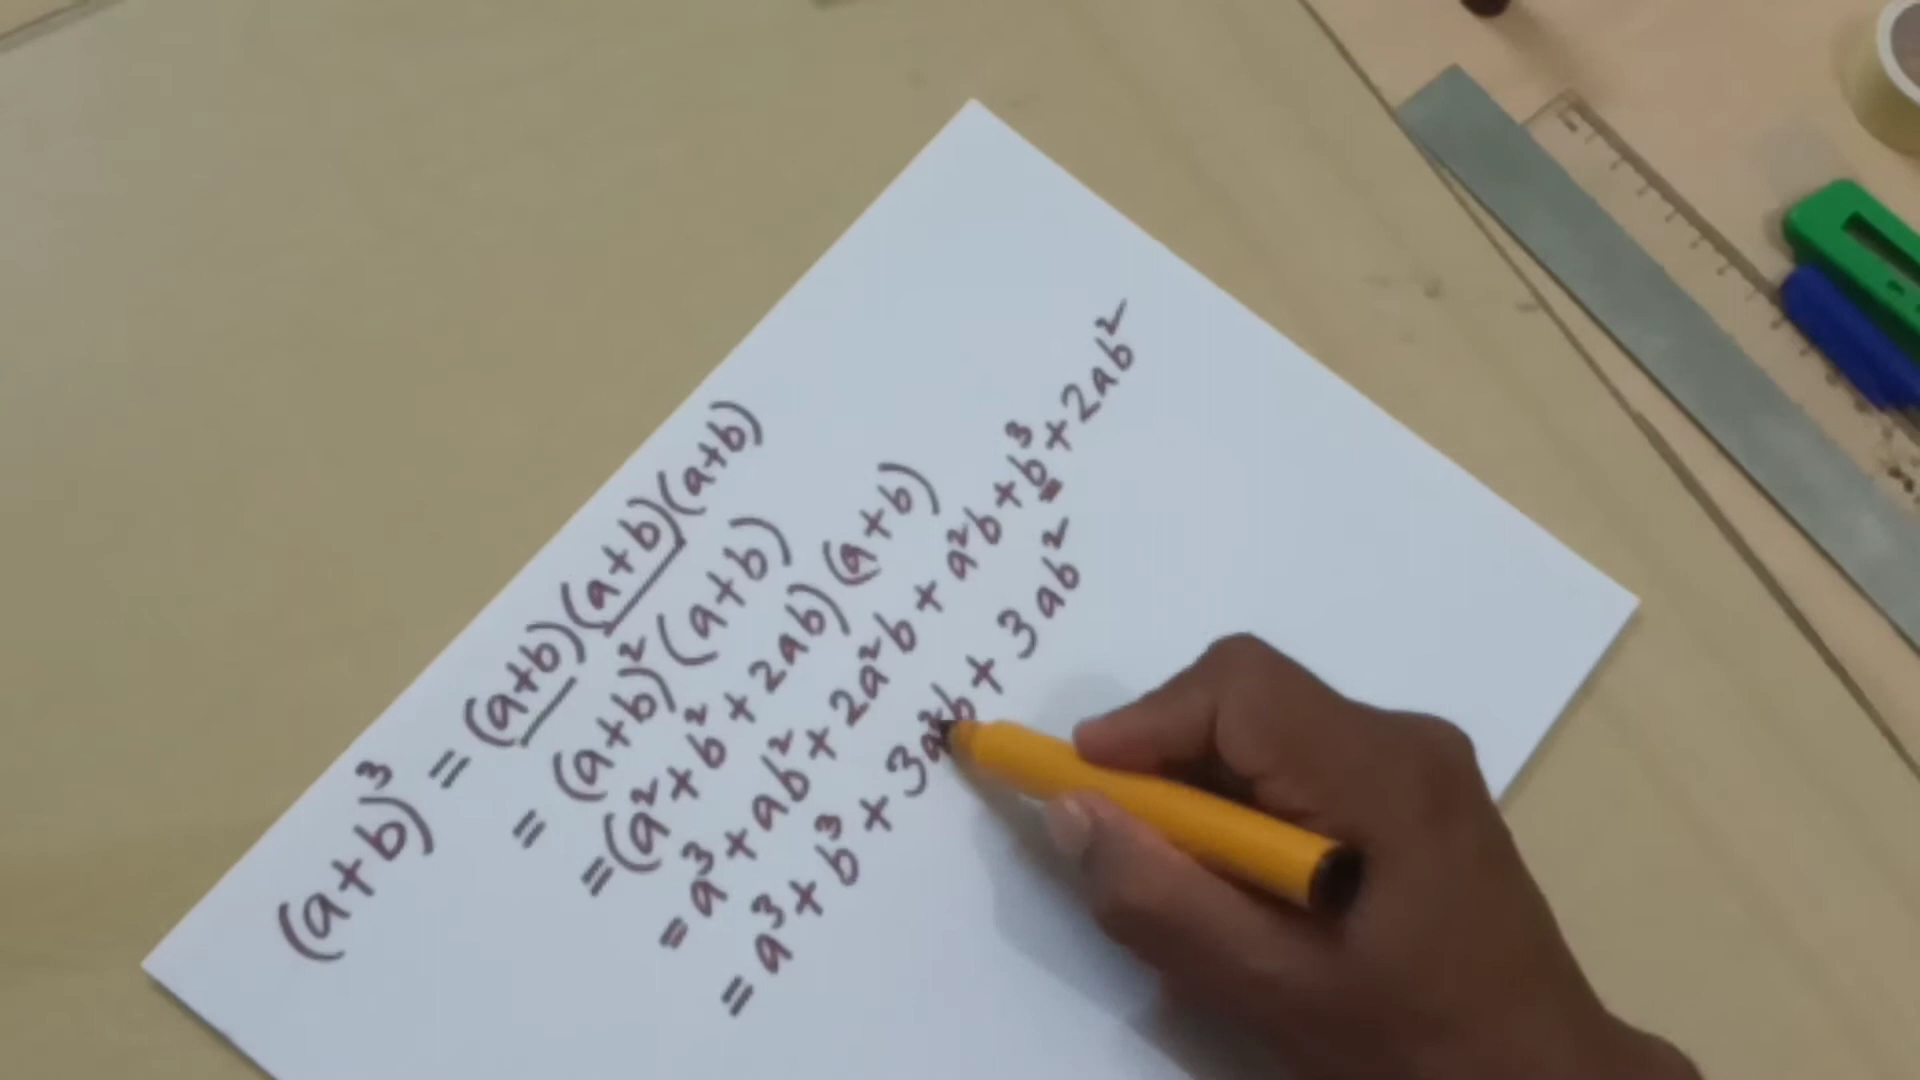 (a+b)³ = (a+b)(a+b)(a+b)
= (a+b)² (a+b)
= (a²+b²+2ab) (a+b)
= a³+ab²+2a²b+a²b+b³+2ab²
= a³+b³+3a²b+3ab²